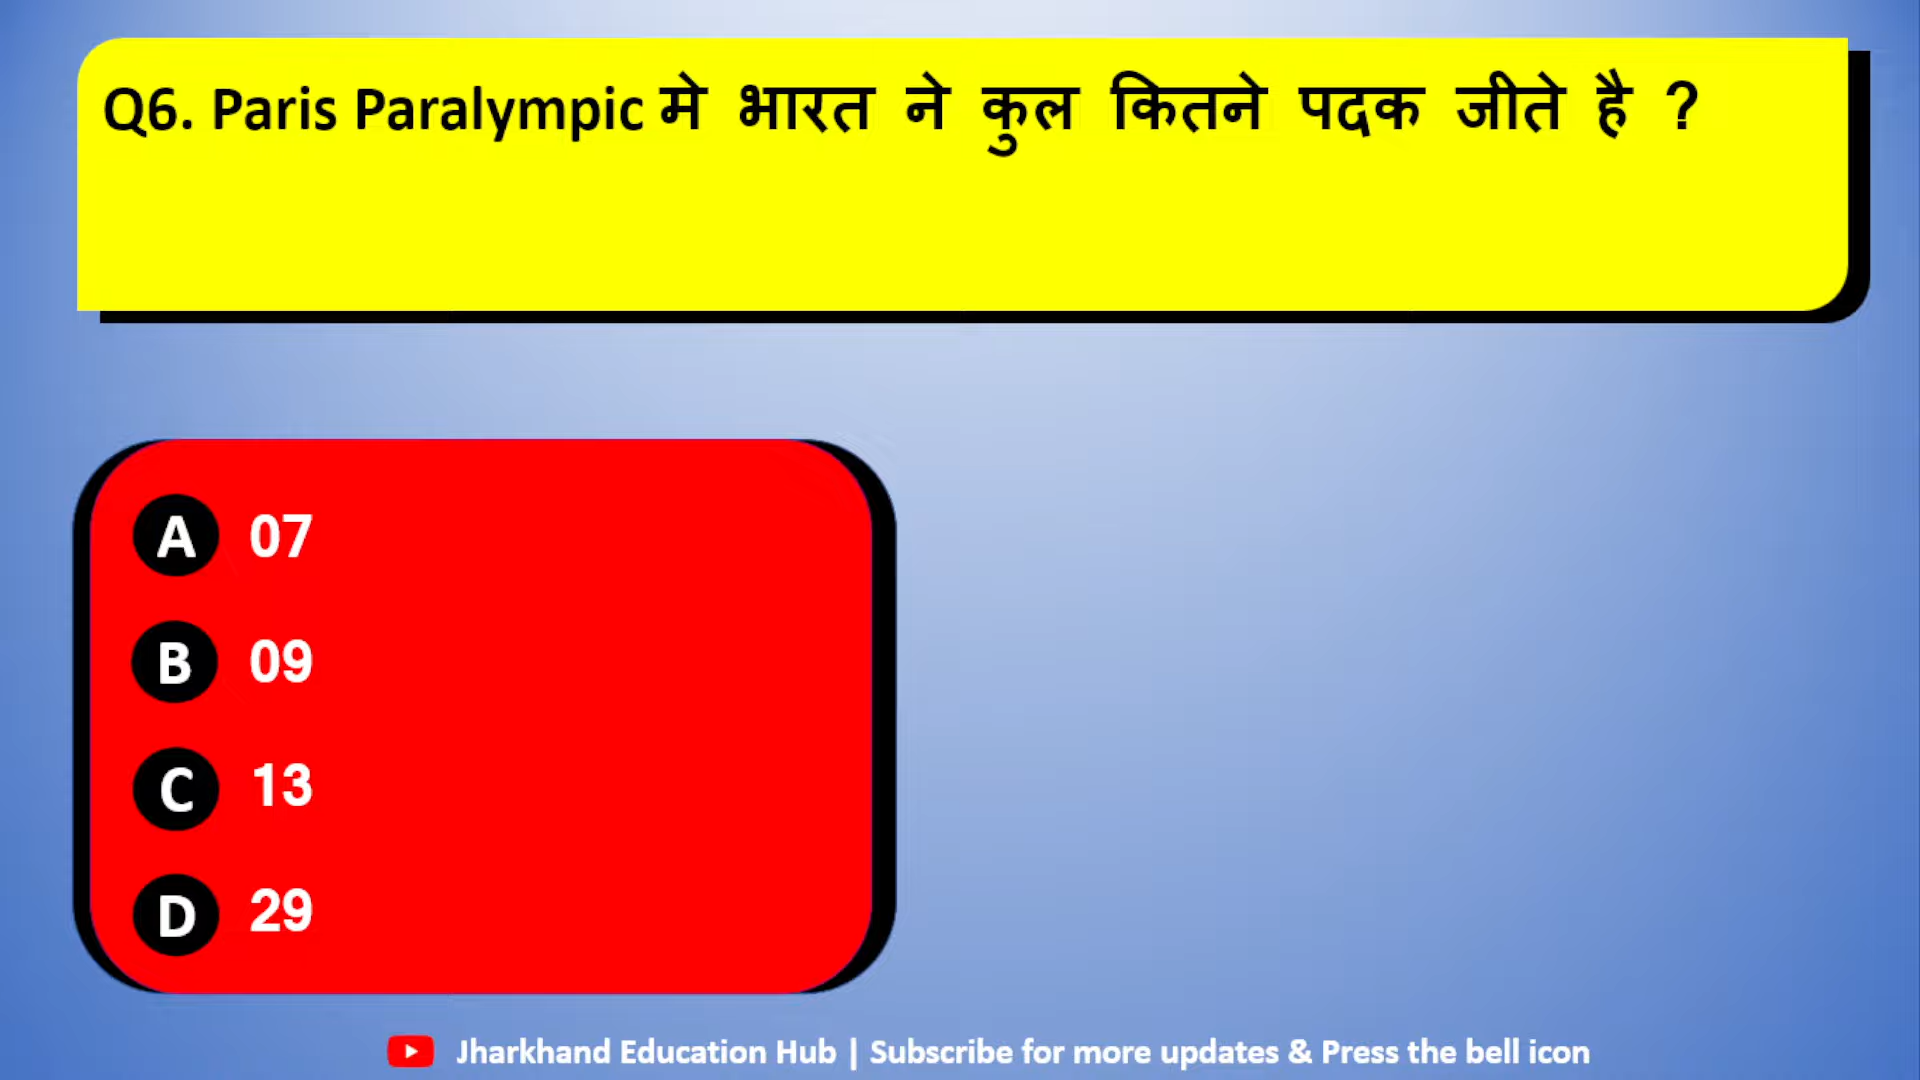 Q6. Paris Paralympic मे भारत ने कुल कितने पदक जीते है ?
A 07
B 09
C 13
D 29
Jharkhand Education Hub | Subscribe for more updates & Press the bell icon